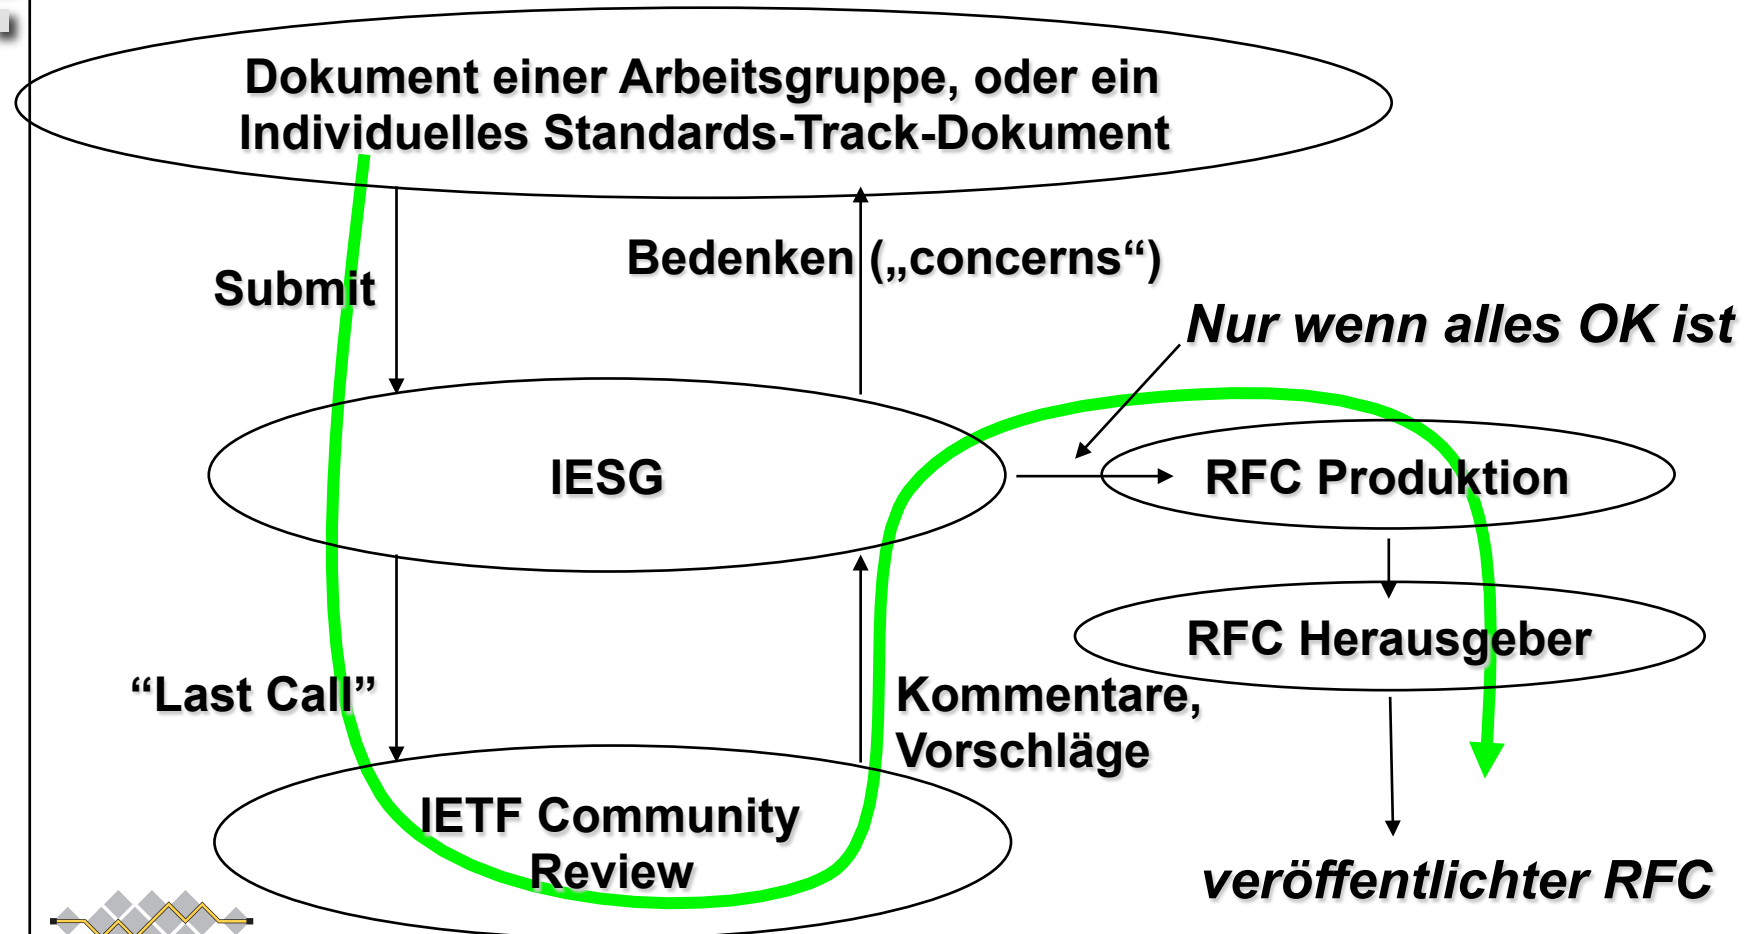 Dokument einer Arbeitsgruppe, oder ein
Individuelles Standards-Track-Dokument
Submit
Bedenken („concerns“)
Nur wenn alles OK ist
IESG
RFC Produktion
RFC Herausgeber
“Last Call”
Kommentare,
Vorschläge
IETF Community
Review
veröffentlichter RFC